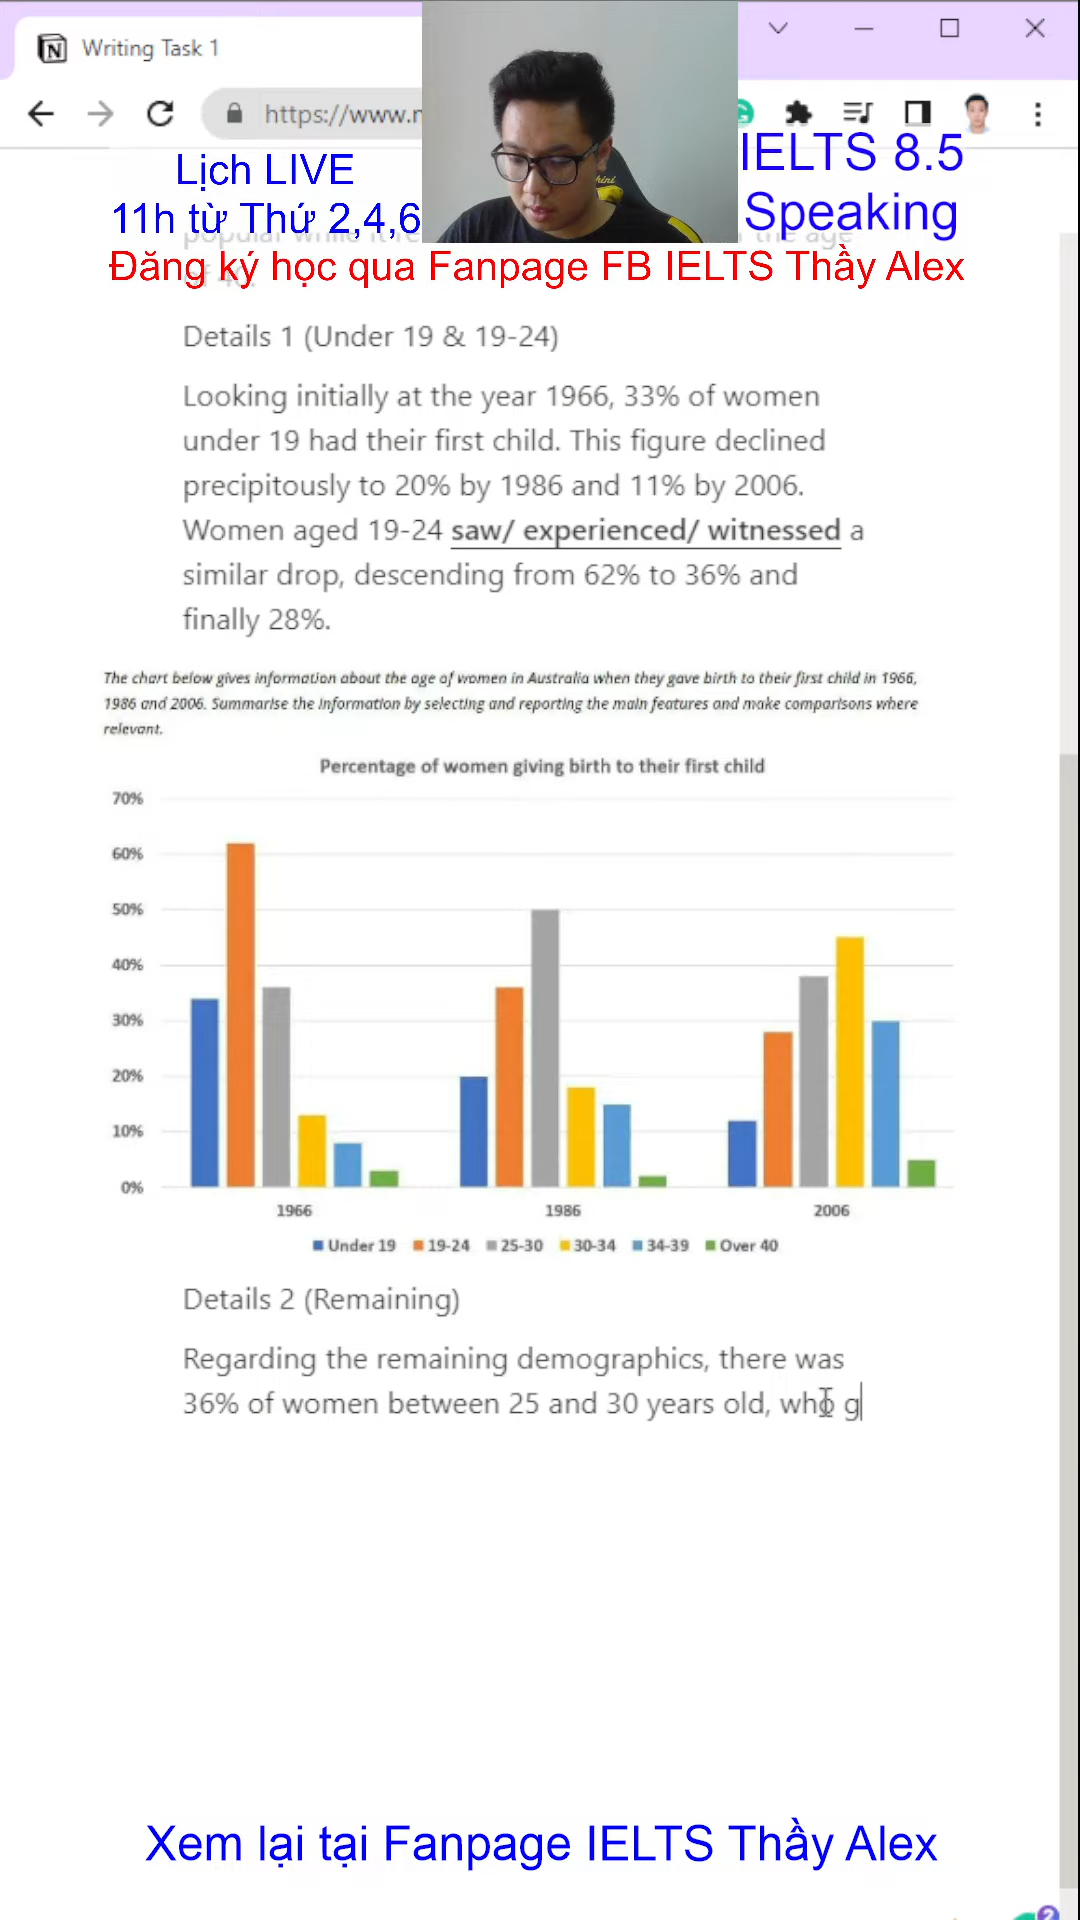 Writing Task 1
https://www.
Lịch LIVE
11h từ Thứ 2,4,6
IELTS 8.5
Speaking
Đăng ký học qua Fanpage FB IELTS Thầy Alex
Details 1 (Under 19 & 19-24)
Looking initially at the year 1966, 33% of women
under 19 had their first child. This figure declined
precipitously to 20% by 1986 and 11% by 2006.
Women aged 19-24 saw/ experienced/ witnessed a
similar drop, descending from 62% to 36% and
finally 28%.
The chart below gives information about the age of women in Australia when they gave birth to their first child in 1966,
1986 and 2006. Summarise the information by selecting and reporting the main features and make comparisons where
relevant.
Percentage of women giving birth to their first child
70%
60%
50%
40%
30%
20%
10%
0%
1966 1986 2006
Under 19 19-24 25-30 30-34 34-39 Over 40
Details 2 (Remaining)
Regarding the remaining demographics, there was
36% of women between 25 and 30 years old, who g
Xem lại tại Fanpage IELTS Thầy Alex
2